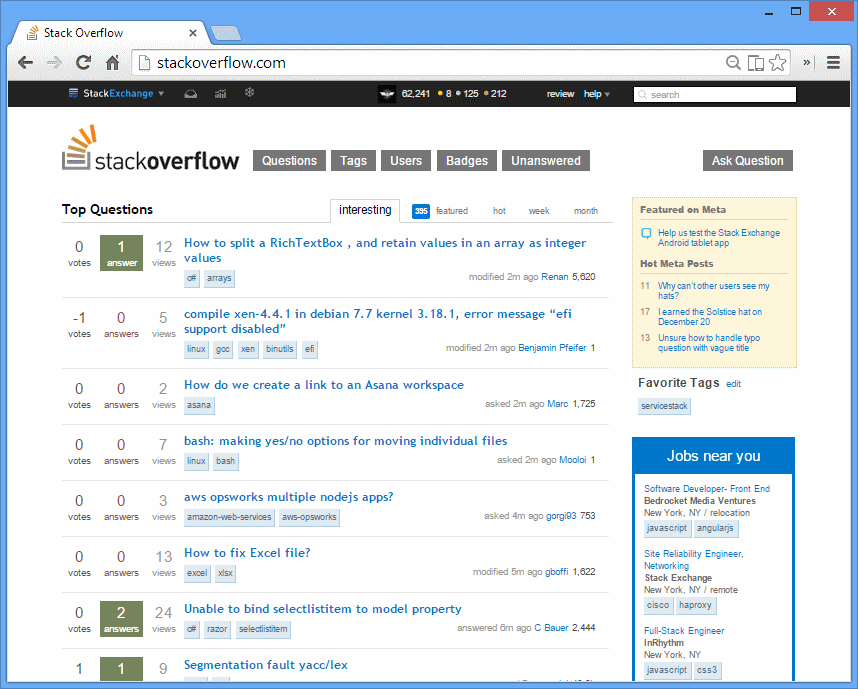 Stack Overflow
stackoverflow.com
StackExchange
62,241 8 125 212
review help
search
stackoverflow
Questions Tags Users Badges Unanswered
Ask Question
Top Questions
interesting 395 featured hot week month
0 votes 1 answer 12 views
How to split a RichTextBox , and retain values in an array as integer
values
c# arrays
modified 2m ago Renan 5,620
-1 votes 0 answers 5 views
compile xen-4.4.1 in debian 7.7 kernel 3.18.1, error message “efi
support disabled”
linux gcc xen binutils efi
modified 2m ago Benjamin Pfeifer 1
0 votes 0 answers 2 views
How do we create a link to an Asana workspace
asana
asked 2m ago Marc 1,725
0 votes 0 answers 7 views
bash: making yes/no options for moving individual files
linux bash
asked 2m ago Mooloi 1
0 votes 0 answers 3 views
aws opsworks multiple nodejs apps?
amazon-web-services aws-opsworks
asked 4m ago gorgi93 753
0 votes 0 answers 13 views
How to fix Excel file?
excel xlsx
modified 5m ago gboffi 1,622
0 votes 2 answers 24 views
Unable to bind selectlistitem to model property
c# razor selectlistitem
answered 6m ago C Bauer 2,444
1 1 9
Segmentation fault yacc/lex
Featured on Meta
Help us test the Stack Exchange
Android tablet app
Hot Meta Posts
11 Why can't other users see my
hats?
17 I earned the Solstice hat on
December 20
13 Unsure how to handle typo
question with vague title
Favorite Tags edit
servicestack
Jobs near you
Software Developer- Front End
Bedrocket Media Ventures
New York, NY / relocation
javascript angularjs
Site Reliability Engineer,
Networking
Stack Exchange
New York, NY / remote
cisco haproxy
Full-Stack Engineer
InRhythm
New York, NY
javascript css3